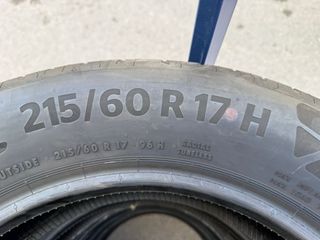 215/60 R 17 H
OUTSIDE 215/60 R 17 96 H RADIAL
TUBELESS